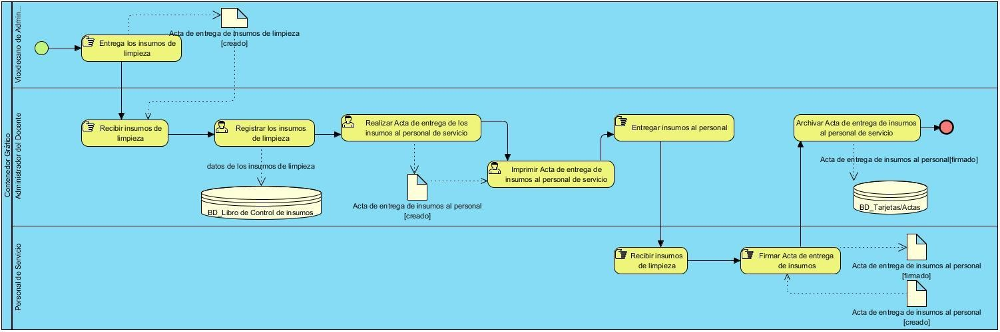 Contenedor Gráfico
Vicedecano de Admin...
Entrega los insumos de
limpieza
Acta de entrega de insumos de limpieza
[creado]
Administrador del Docente
Recibir insumos de
limpieza
Registrar los insumos
de limpieza
datos de los insumos de limpieza
BD_Libro de Control de insumos
Realizar Acta de entrega de los
insumos al personal de servicio
Acta de entrega de insumos al personal
[creado]
Imprimir Acta de entrega de
insumos al personal de servicio
Entregar insumos al personal
Archivar Acta de entrega de insumos
al personal de servicio
Acta de entrega de insumos al personal[firmado]
BD_Tarjetas/Actas
Personal de Servicio
Recibir insumos
de limpieza
Firmar Acta de entrega
de insumos
Acta de entrega de insumos al personal
[firmado]
Acta de entrega de insumos al personal
[creado]